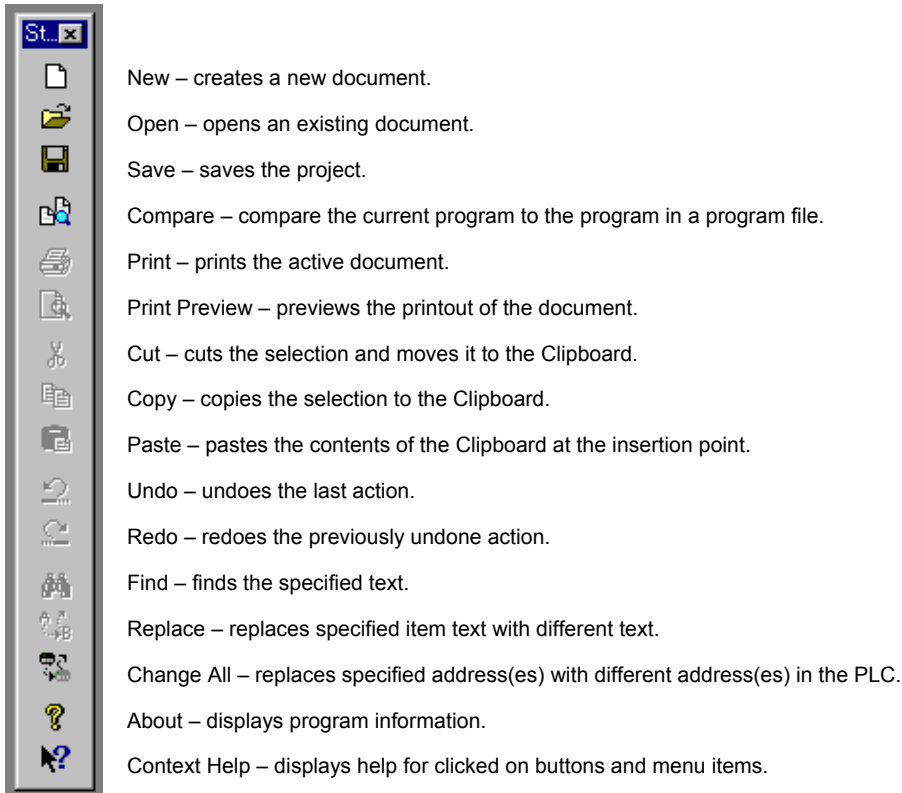 St...
New – creates a new document.
Open – opens an existing document.
Save – saves the project.
Compare – compare the current program to the program in a program file.
Print – prints the active document.
Print Preview – previews the printout of the document.
Cut – cuts the selection and moves it to the Clipboard.
Copy – copies the selection to the Clipboard.
Paste – pastes the contents of the Clipboard at the insertion point.
Undo – undoes the last action.
Redo – redoes the previously undone action.
Find – finds the specified text.
Replace – replaces specified item text with different text.
Change All – replaces specified address(es) with different address(es) in the PLC.
About – displays program information.
Context Help – displays help for clicked on buttons and menu items.